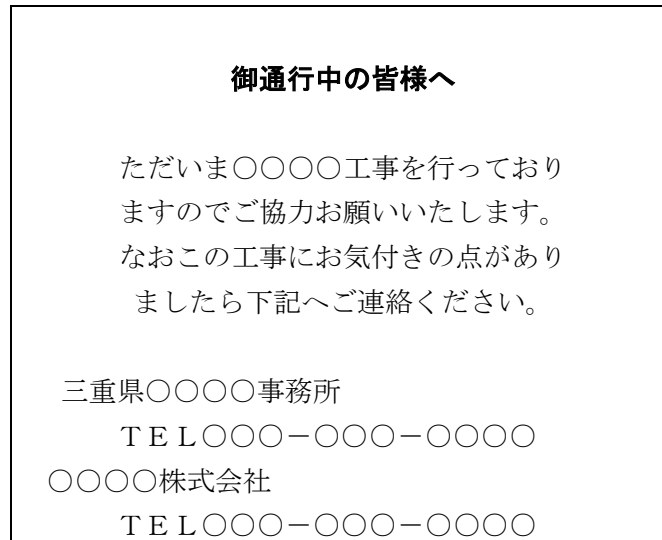 御通行中の皆様へ
ただいま○○○○工事を行っており
ますのでご協力お願いいたします。
なおこの工事にお気付きの点があり
ましたら下記へご連絡ください。
三重県○○○○事務所
ＴＥＬ○○○－○○○－○○○○
○○○○株式会社
ＴＥＬ○○○－○○○－○○○○